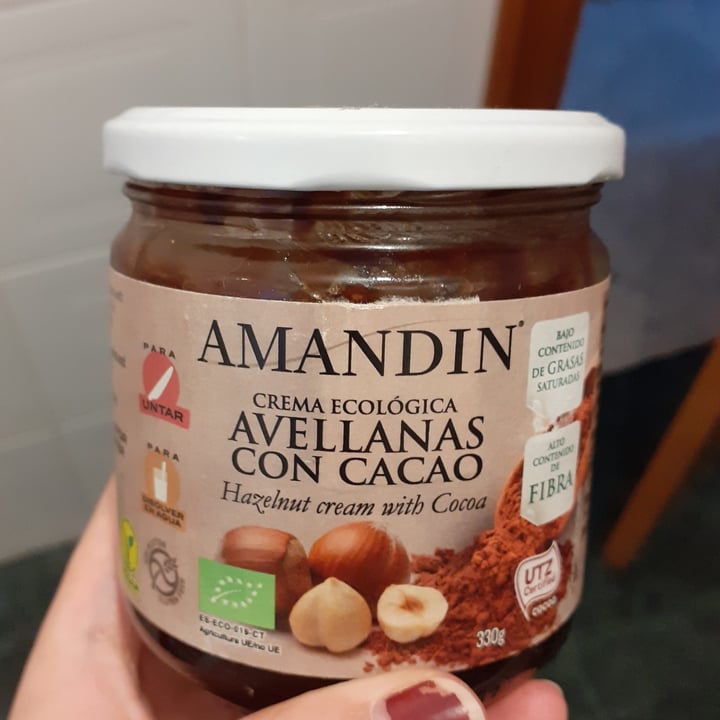 AMANDIN®
CREMA ECOLÓGICA
AVELLANAS
CON CACAO
Hazelnut cream with Cocoa
PARA
UNTAR
PARA
DISOLVER
EN AGUA
BAJO
CONTENIDO
DE GRASAS
SATURADAS
ALTO
CONTENIDO
DE
FIBRA
UTZ
Certified
cocoa
ES-ECO-019-CT
Agricultura UE/no UE
330g